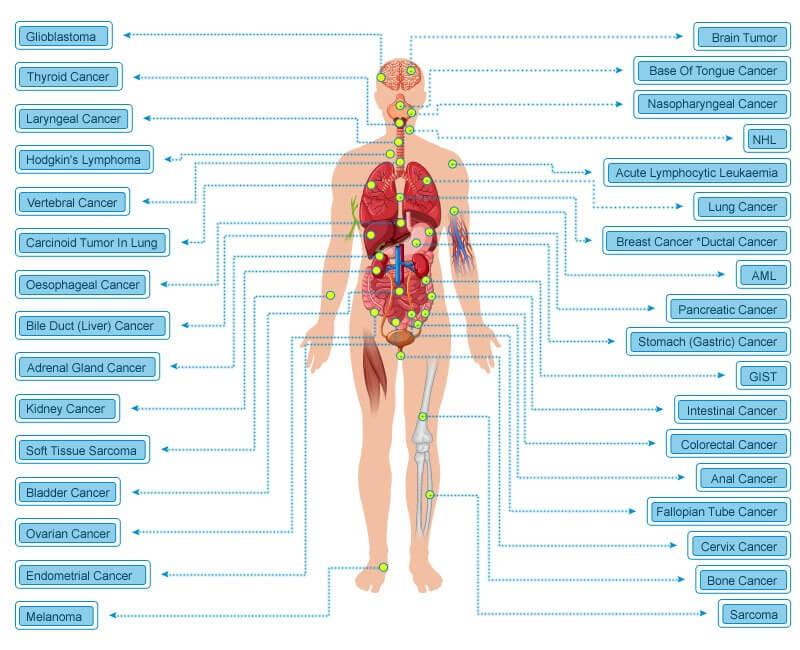 Glioblastoma
Thyroid Cancer
Laryngeal Cancer
Hodgkin's Lymphoma
Vertebral Cancer
Carcinoid Tumor In Lung
Oesophageal Cancer
Bile Duct (Liver) Cancer
Adrenal Gland Cancer
Kidney Cancer
Soft Tissue Sarcoma
Bladder Cancer
Ovarian Cancer
Endometrial Cancer
Melanoma
Brain Tumor
Base Of Tongue Cancer
Nasopharyngeal Cancer
NHL
Acute Lymphocytic Leukaemia
Lung Cancer
Breast Cancer *Ductal Cancer
AML
Pancreatic Cancer
Stomach (Gastric) Cancer
GIST
Intestinal Cancer
Colorectal Cancer
Anal Cancer
Fallopian Tube Cancer
Cervix Cancer
Bone Cancer
Sarcoma